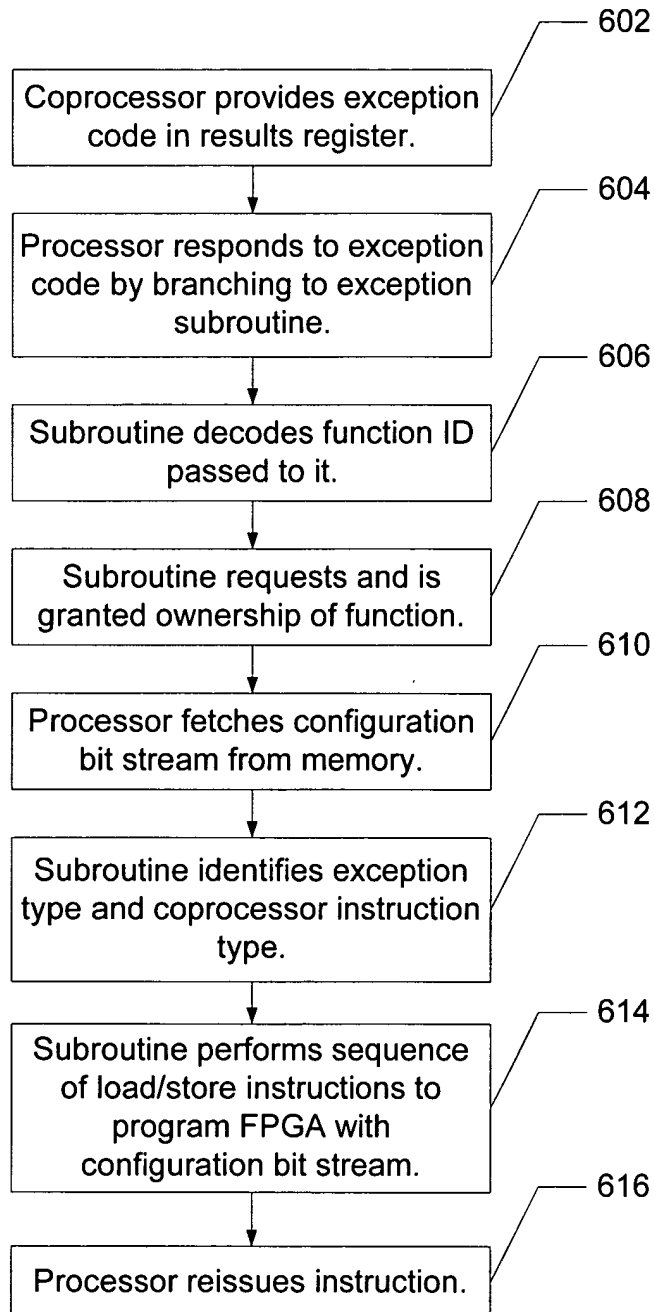 602
Coprocessor provides exception
code in results register.
604
Processor responds to exception
code by branching to exception
subroutine.
606
Subroutine decodes function ID
passed to it.
608
Subroutine requests and is
granted ownership of function.
610
Processor fetches configuration
bit stream from memory.
612
Subroutine identifies exception
type and coprocessor instruction
type.
614
Subroutine performs sequence
of load/store instructions to
program FPGA with
configuration bit stream.
616
Processor reissues instruction.